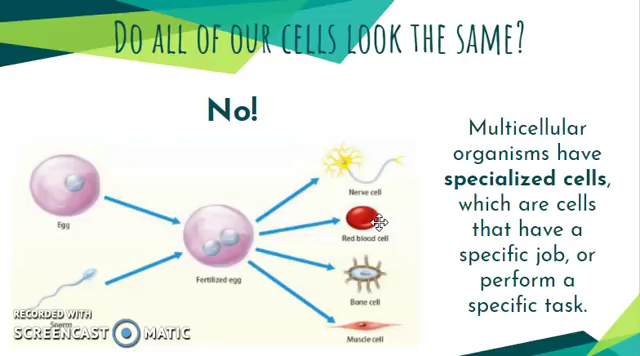 Do all of our cells look the same?
No!
Multicellular
organisms have
specialized cells,
which are cells
that have a
specific job, or
perform a
specific task.
Egg
Sperm
Fertilized egg
Nerve cell
Red blood cell
Bone cell
Muscle cell
RECORDED WITH
SCREENCAST MATIC